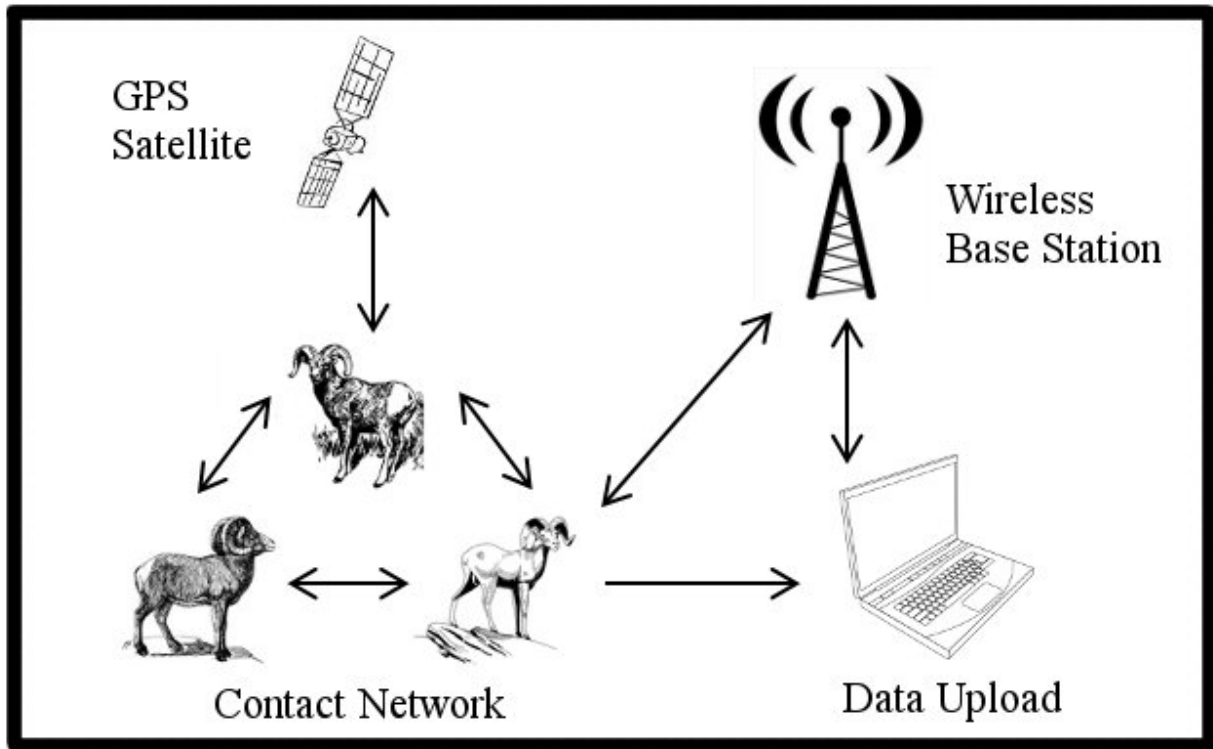 GPS
Satellite
Wireless
Base Station
Contact Network
Data Upload